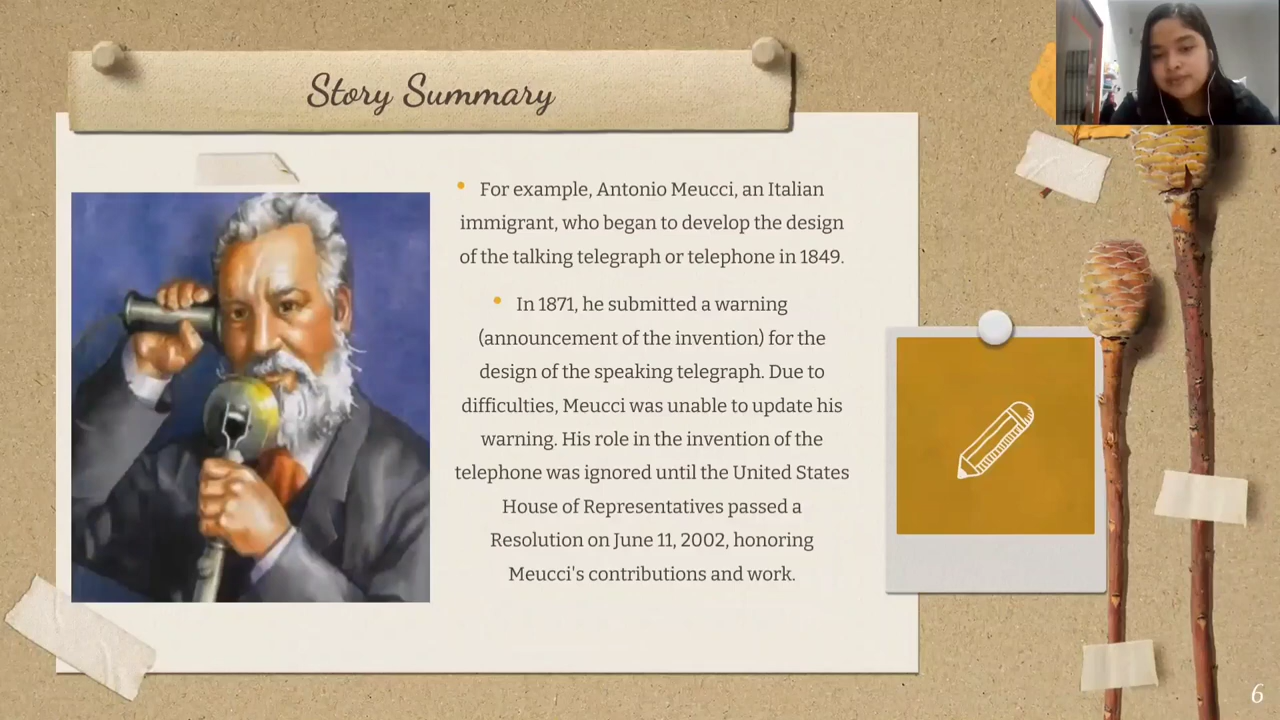 Story Summary
For example, Antonio Meucci, an Italian
immigrant, who began to develop the design
of the talking telegraph or telephone in 1849.
In 1871, he submitted a warning
(announcement of the invention) for the
design of the speaking telegraph. Due to
difficulties, Meucci was unable to update his
warning. His role in the invention of the
telephone was ignored until the United States
House of Representatives passed a
Resolution on June 11, 2002, honoring
Meucci's contributions and work.
6